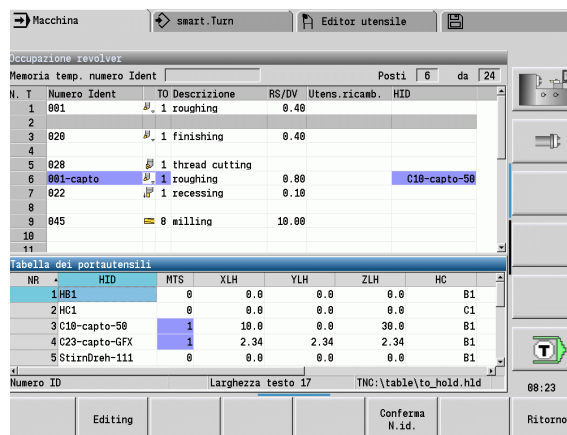 Macchina smart.Turn Editor utensile
Occupazione revolver
Memoria temp. numero Ident Posti 6 da 24
N. T Numero Ident TO Descrizione RS/DV Utens.ricamb. HID
1 001 1 roughing 0.40
2
3 020 1 finishing 0.40
4
5 028 1 thread cutting
6 001-capto 1 roughing 0.80 C10-capto-50
7 022 1 recessing 0.10
8
9 045 8 milling 10.00
10
11
Tabella dei portautensili
NR HID MTS XLH YLH ZLH HC
1 HB1 0 0.0 0.0 0.0 B1
2 HC1 0 0.0 0.0 0.0 C1
3 C10-capto-50 1 10.0 0.0 30.0 B1
4 C23-capto-GFX 1 2.34 2.34 2.34 B1
5 StirnDreh-111 0 0.0 0.0 0.0 B1
Numero ID Larghezza testo 17 TNC:\table\to_hold.hld
T
08:23
Editing Conferma N.id. Ritorno